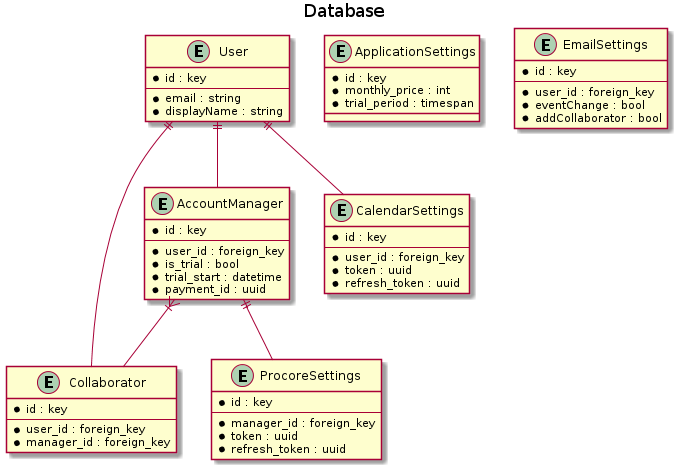 Database
E User
id : key
email : string
displayName : string
E ApplicationSettings
id : key
monthly_price : int
trial_period : timespan
E EmailSettings
id : key
user_id : foreign_key
eventChange : bool
addCollaborator : bool
E AccountManager
id : key
user_id : foreign_key
is_trial : bool
trial_start : datetime
payment_id : uuid
E CalendarSettings
id : key
user_id : foreign_key
token : uuid
refresh_token : uuid
E Collaborator
id : key
user_id : foreign_key
manager_id : foreign_key
E ProcoreSettings
id : key
manager_id : foreign_key
token : uuid
refresh_token : uuid